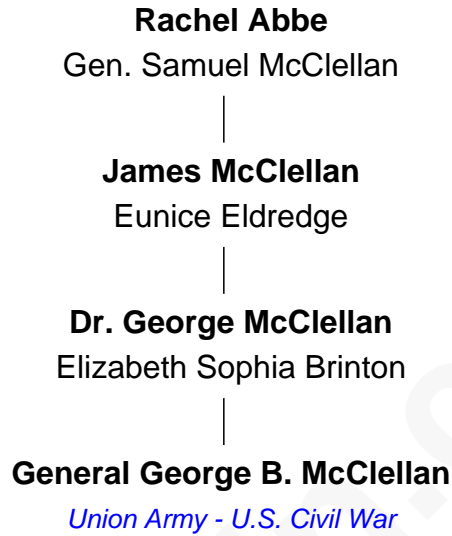 Rachel Abbe
Gen. Samuel McClellan
James McClellan
Eunice Eldredge
Dr. George McClellan
Elizabeth Sophia Brinton
General George B. McClellan
Union Army - U.S. Civil War